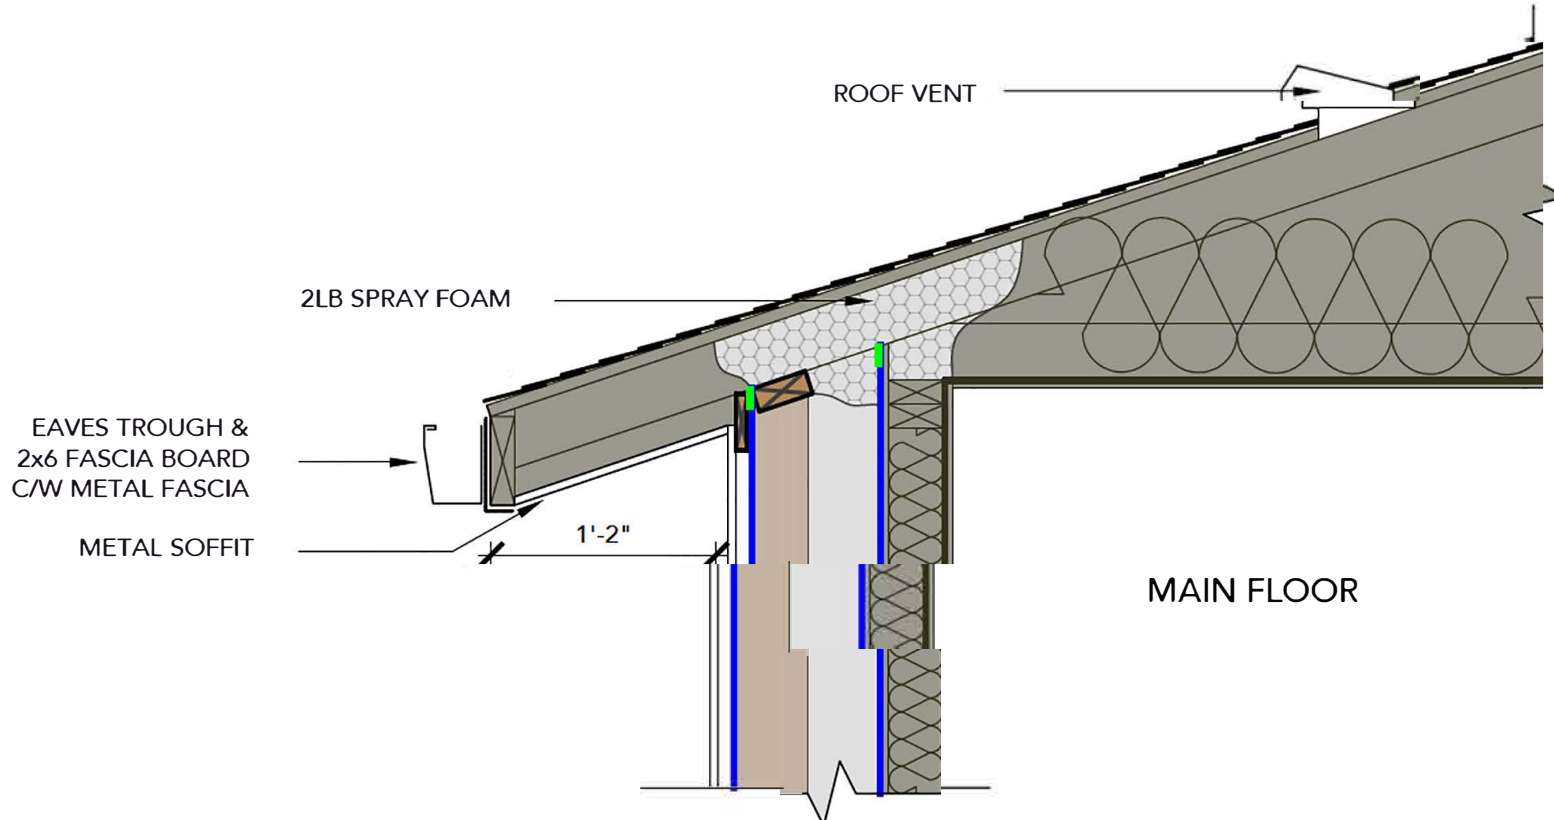 ROOF VENT
2LB SPRAY FOAM
EAVES TROUGH &
2x6 FASCIA BOARD
C/W METAL FASCIA
METAL SOFFIT
1'-2"
MAIN FLOOR